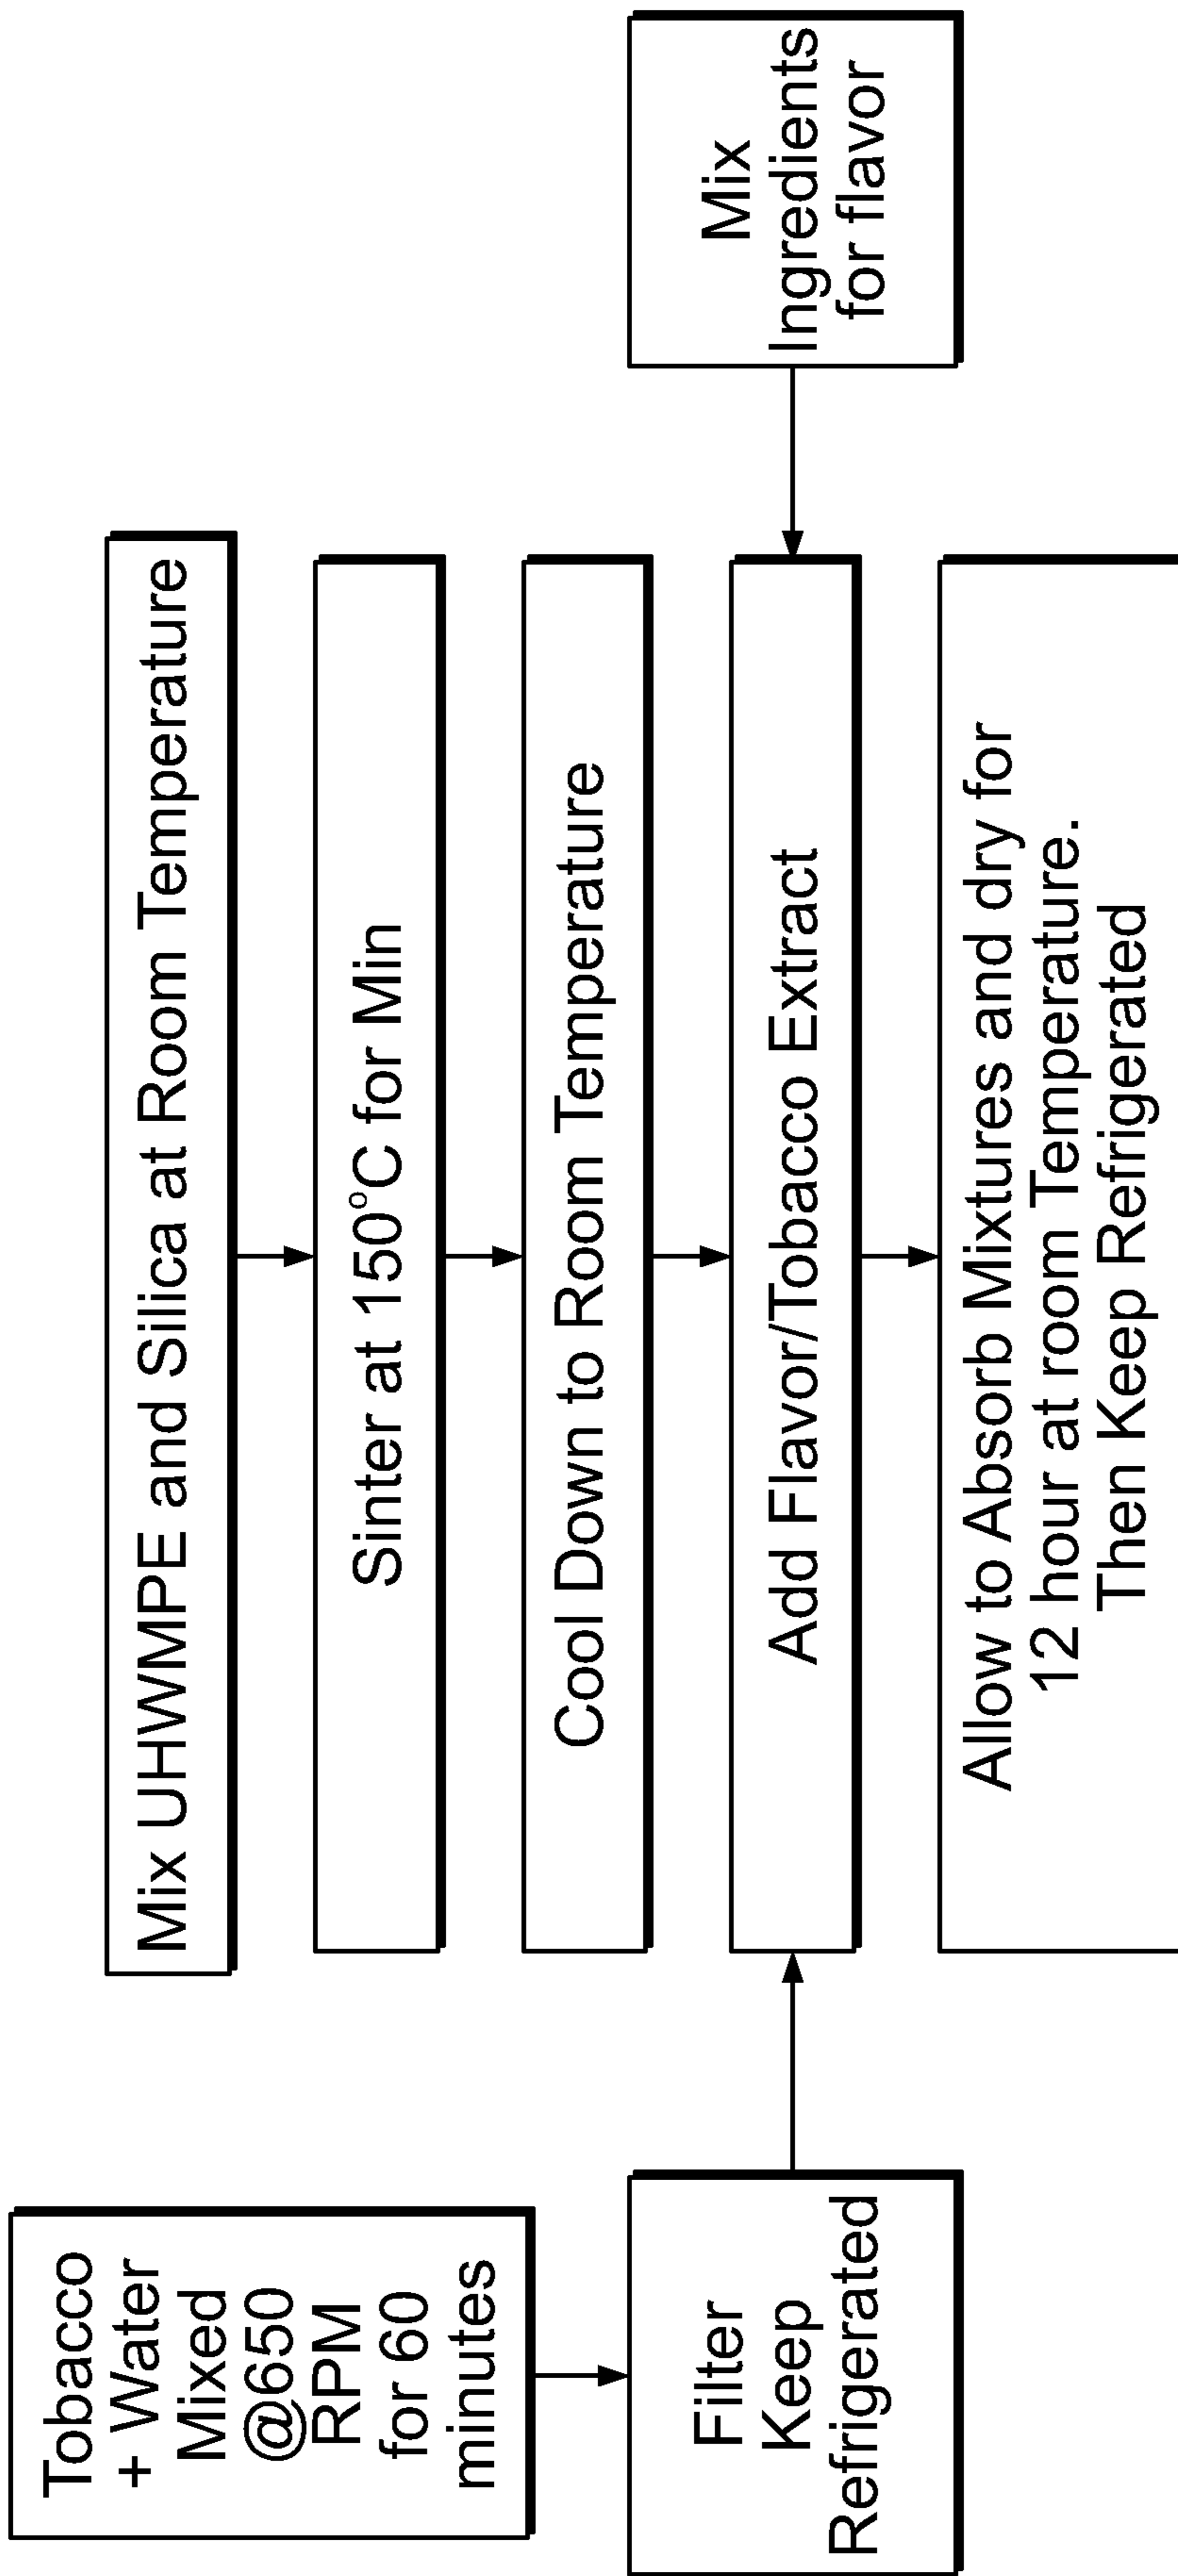 Tobacco
+ Water
Mixed
@650
RPM
for 60
minutes
Filter
Keep
Refrigerated
Mix UHWMPE and Silica at Room Temperature
Sinter at 150°C for Min
Cool Down to Room Temperature
Add Flavor/Tobacco Extract
Allow to Absorb Mixtures and dry for
12 hour at room Temperature.
Then Keep Refrigerated
Mix
Ingredients
for flavor